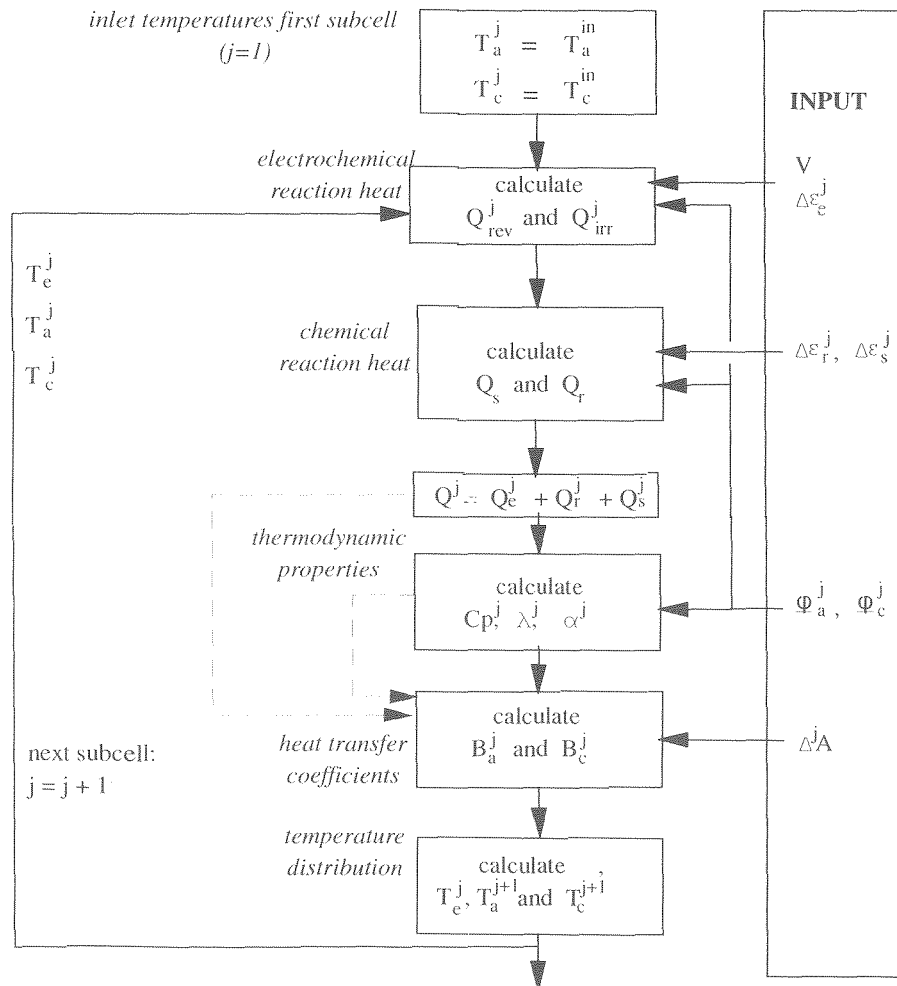 inlet temperatures first subcell
(j=1)
T_a^j = T_a^in
T_c^j = T_c^in
INPUT
electrochemical
reaction heat
calculate
Q_rev^j and Q_irr^j
V
Δε_e^j
T_e^j
T_a^j
T_c^j
chemical
reaction heat
calculate
Q_s and Q_r
Δε_r^j, Δε_s^j
Q^j = Q_e^j + Q_r^j + Q_s^j
thermodynamic
properties
calculate
Cp^j, λ^j, α^j
φ_a^j, φ_c^j
heat transfer
coefficients
calculate
B_a^j and B_c^j
Δ^jA
next subcell:
j = j + 1
temperature
distribution
calculate
T_e^j, T_a^j+1 and T_c^j+1